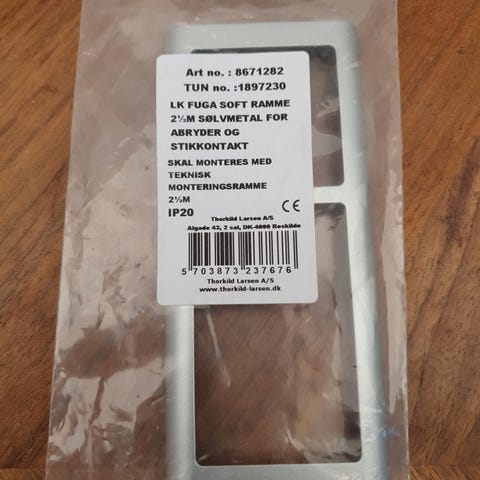 Art no. : 8671282
TUN no. :1897230
LK FUGA SOFT RAMME
2½M SØLVMETAL FOR
ABRYDER OG
STIKKONTAKT
SKAL MONTERES MED
TEKNISK
MONTERINGSRAMME
2½M
IP20
CE
Thorkild Larsen A/S
Algade 43, 2 sal, DK-4000 Roskilde
5 703873 237676
Thorkild Larsen A/S
www.thorkild-larsen.dk